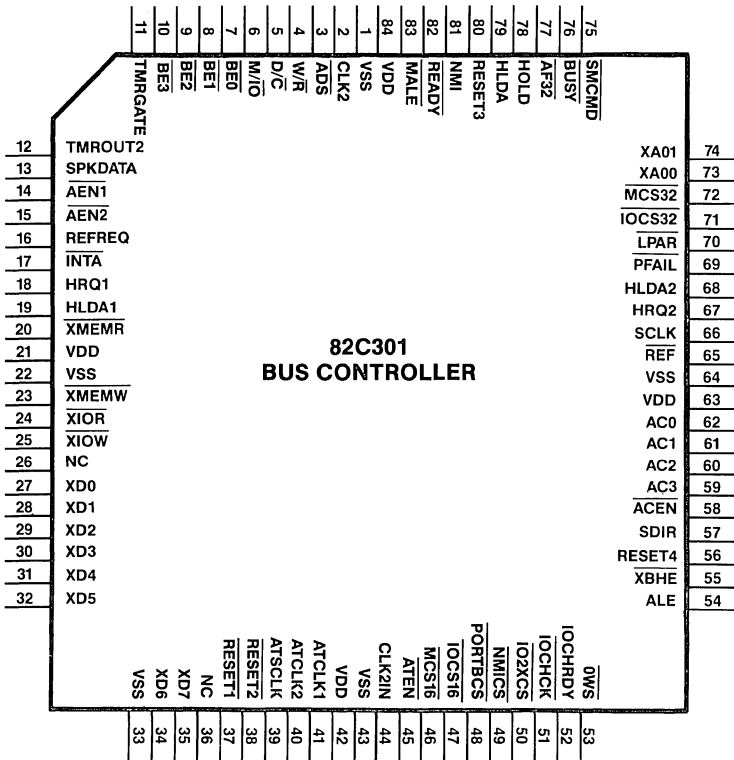 11 10 9 8 7 6 5 4 3 2 1 84 83 82 81 80 79 78 77 76 75
TMRGATE BE3 BE2 BE1 BE0 M/IO D/C W/R ADS CLK2 VSS VDD MALE READY NMI RESET3 HLDA HOLD AF32 BUSY SMCMD
12 TMROUT2
13 SPKDATA
14 AEN1
15 AEN2
16 REFREQ
17 INTA
18 HRQ1
19 HLDA1
20 XMEMR
21 VDD
22 VSS
23 XMEMW
24 XIOR
25 XIOW
26 NC
27 XD0
28 XD1
29 XD2
30 XD3
31 XD4
32 XD5
82C301
BUS CONTROLLER
XA01 74
XA00 73
MCS32 72
IOCS32 71
LPAR 70
PFAIL 69
HLDA2 68
HRQ2 67
SCLK 66
REF 65
VSS 64
VDD 63
AC0 62
AC1 61
AC2 60
AC3 59
ACEN 58
SDIR 57
RESET4 56
XBHE 55
ALE 54
VSS XD6 XD7 NC RESET1 RESET2 ATSCLK ATCLK2 ATCLK1 VDD VSS CLK2IN ATEN MCS16 IOCS16 PORTBCS NMICS IO2XCS IOCHCK IOCHRDY 0WS
33 34 35 36 37 38 39 40 41 42 43 44 45 46 47 48 49 50 51 52 53